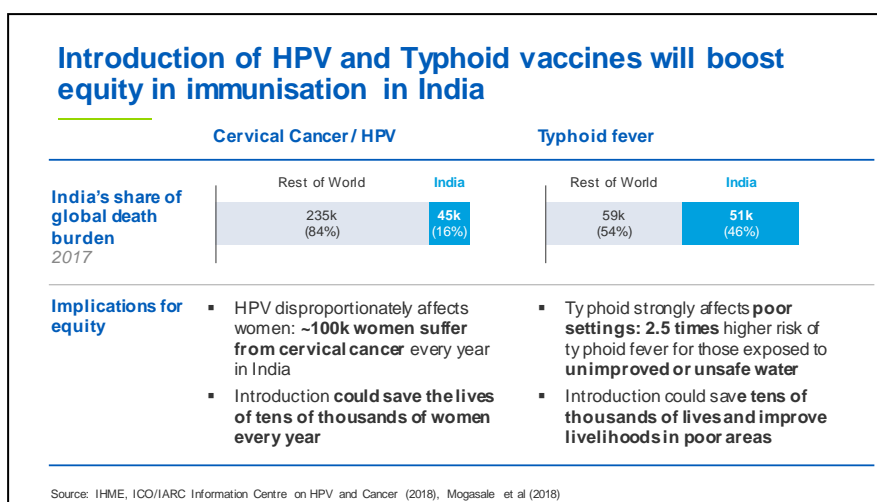 Introduction of HPV and Typhoid vaccines will boost
equity in immunisation in India
Cervical Cancer / HPV
Typhoid fever
India's share of
global death
burden
2017
Rest of World
India
235k
(84%)
45k
(16%)
Rest of World
India
59k
(54%)
51k
(46%)
Implications for
equity
▪ HPV disproportionately affects
women: ~100k women suffer
from cervical cancer every year
in India
▪ Introduction could save the lives
of tens of thousands of women
every year
▪ Typhoid strongly affects poor
settings: 2.5 times higher risk of
typhoid fever for those exposed to
unimproved or unsafe water
▪ Introduction could save tens of
thousands of lives and improve
livelihoods in poor areas
Source: IHME, ICO/IARC Information Centre on HPV and Cancer (2018), Mogasale et al (2018)